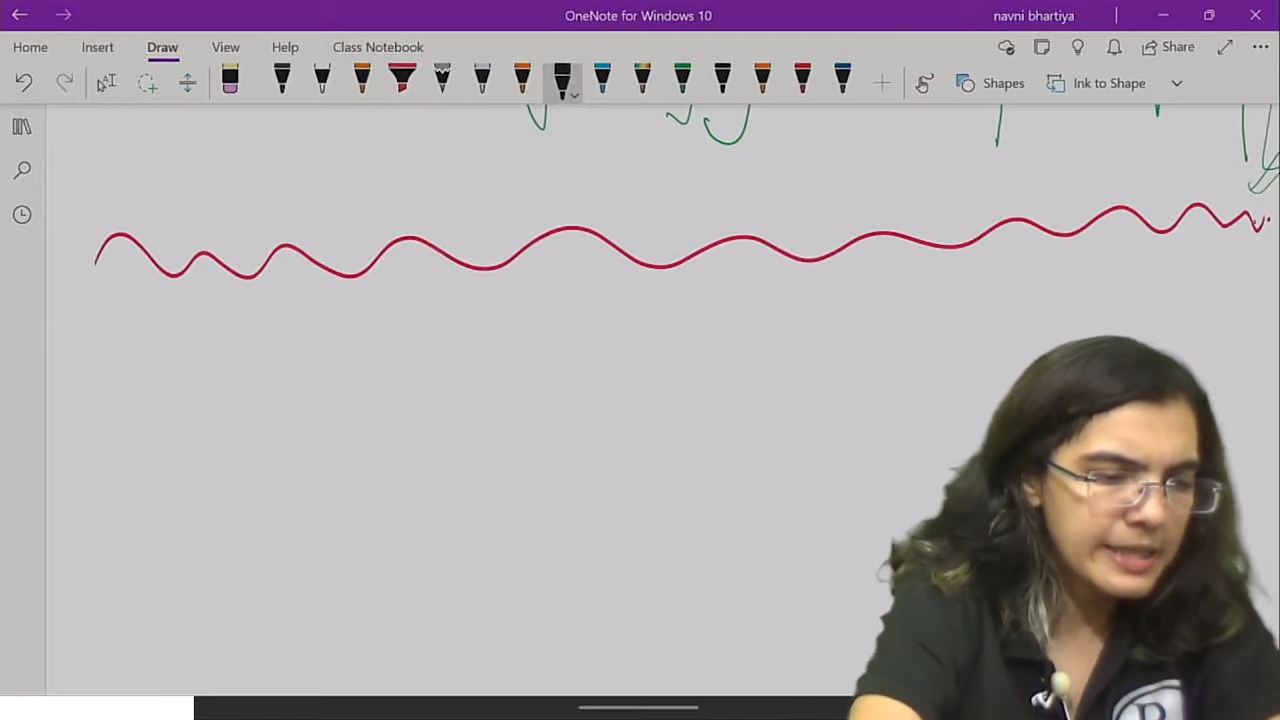 OneNote for Windows 10
navni bhartiya
Home Insert Draw View Help Class Notebook
Share
Shapes
Ink to Shape